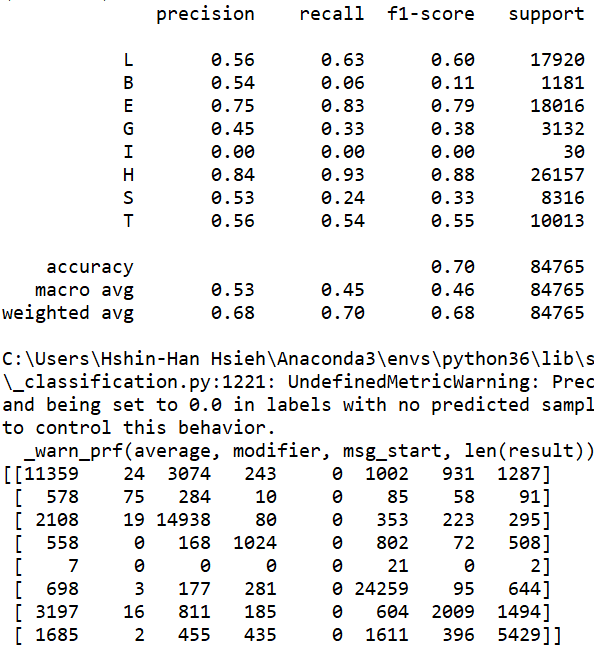 precision recall f1-score support
L 0.56 0.63 0.60 17920
B 0.54 0.06 0.11 1181
E 0.75 0.83 0.79 18016
G 0.45 0.33 0.38 3132
I 0.00 0.00 0.00 30
H 0.84 0.93 0.88 26157
S 0.53 0.24 0.33 8316
T 0.56 0.54 0.55 10013
accuracy 0.70 84765
macro avg 0.53 0.45 0.46 84765
weighted avg 0.68 0.70 0.68 84765
C:\Users\Hshin-Han Hsieh\Anaconda3\envs\python36\lib\s
\_classification.py:1221: UndefinedMetricWarning: Prec
and being set to 0.0 in labels with no predicted sampl
to control this behavior.
_warn_prf(average, modifier, msg_start, len(result))
[[11359 24 3074 243 0 1002 931 1287]
[ 578 75 284 10 0 85 58 91]
[ 2108 19 14938 80 0 353 223 295]
[ 558 0 168 1024 0 802 72 508]
[ 7 0 0 0 0 21 0 2]
[ 698 3 177 281 0 24259 95 644]
[ 3197 16 811 185 0 604 2009 1494]
[ 1685 2 455 435 0 1611 396 5429]]